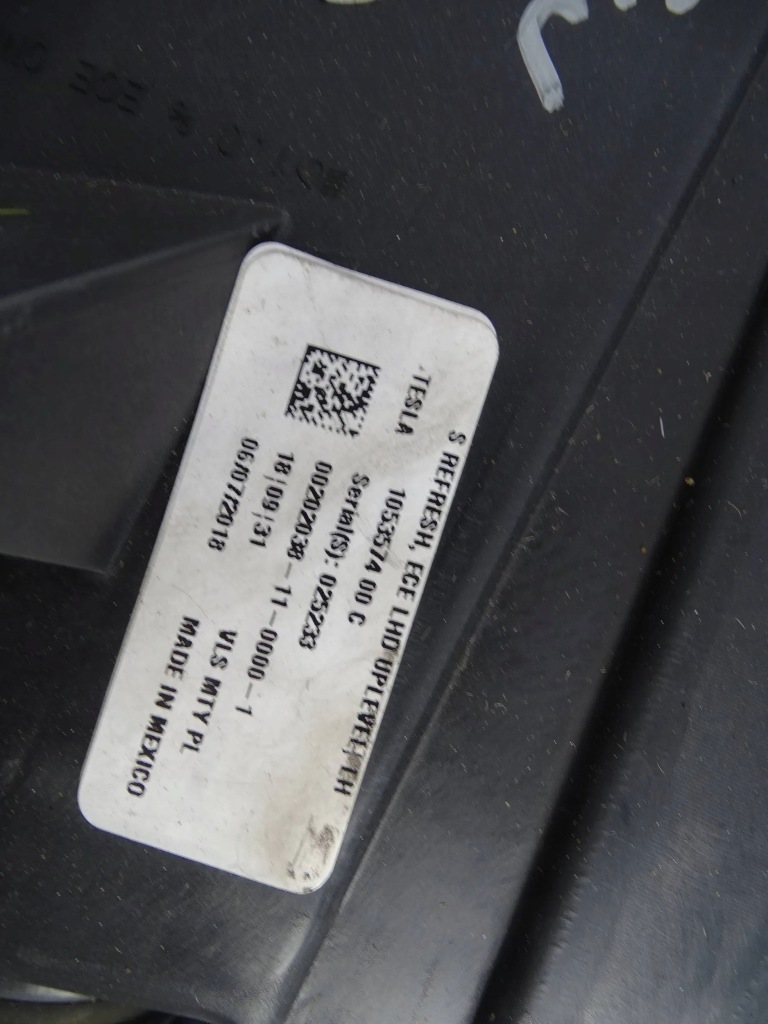 S REFRESH, ECE LHD UPLEVEL, LH
TESLA 1053574 00 C
Serial(S): 025233
00202038-11-0000-1
18|09|31 VLS MTY PL
06/07/2018 MADE IN MEXICO
ECE